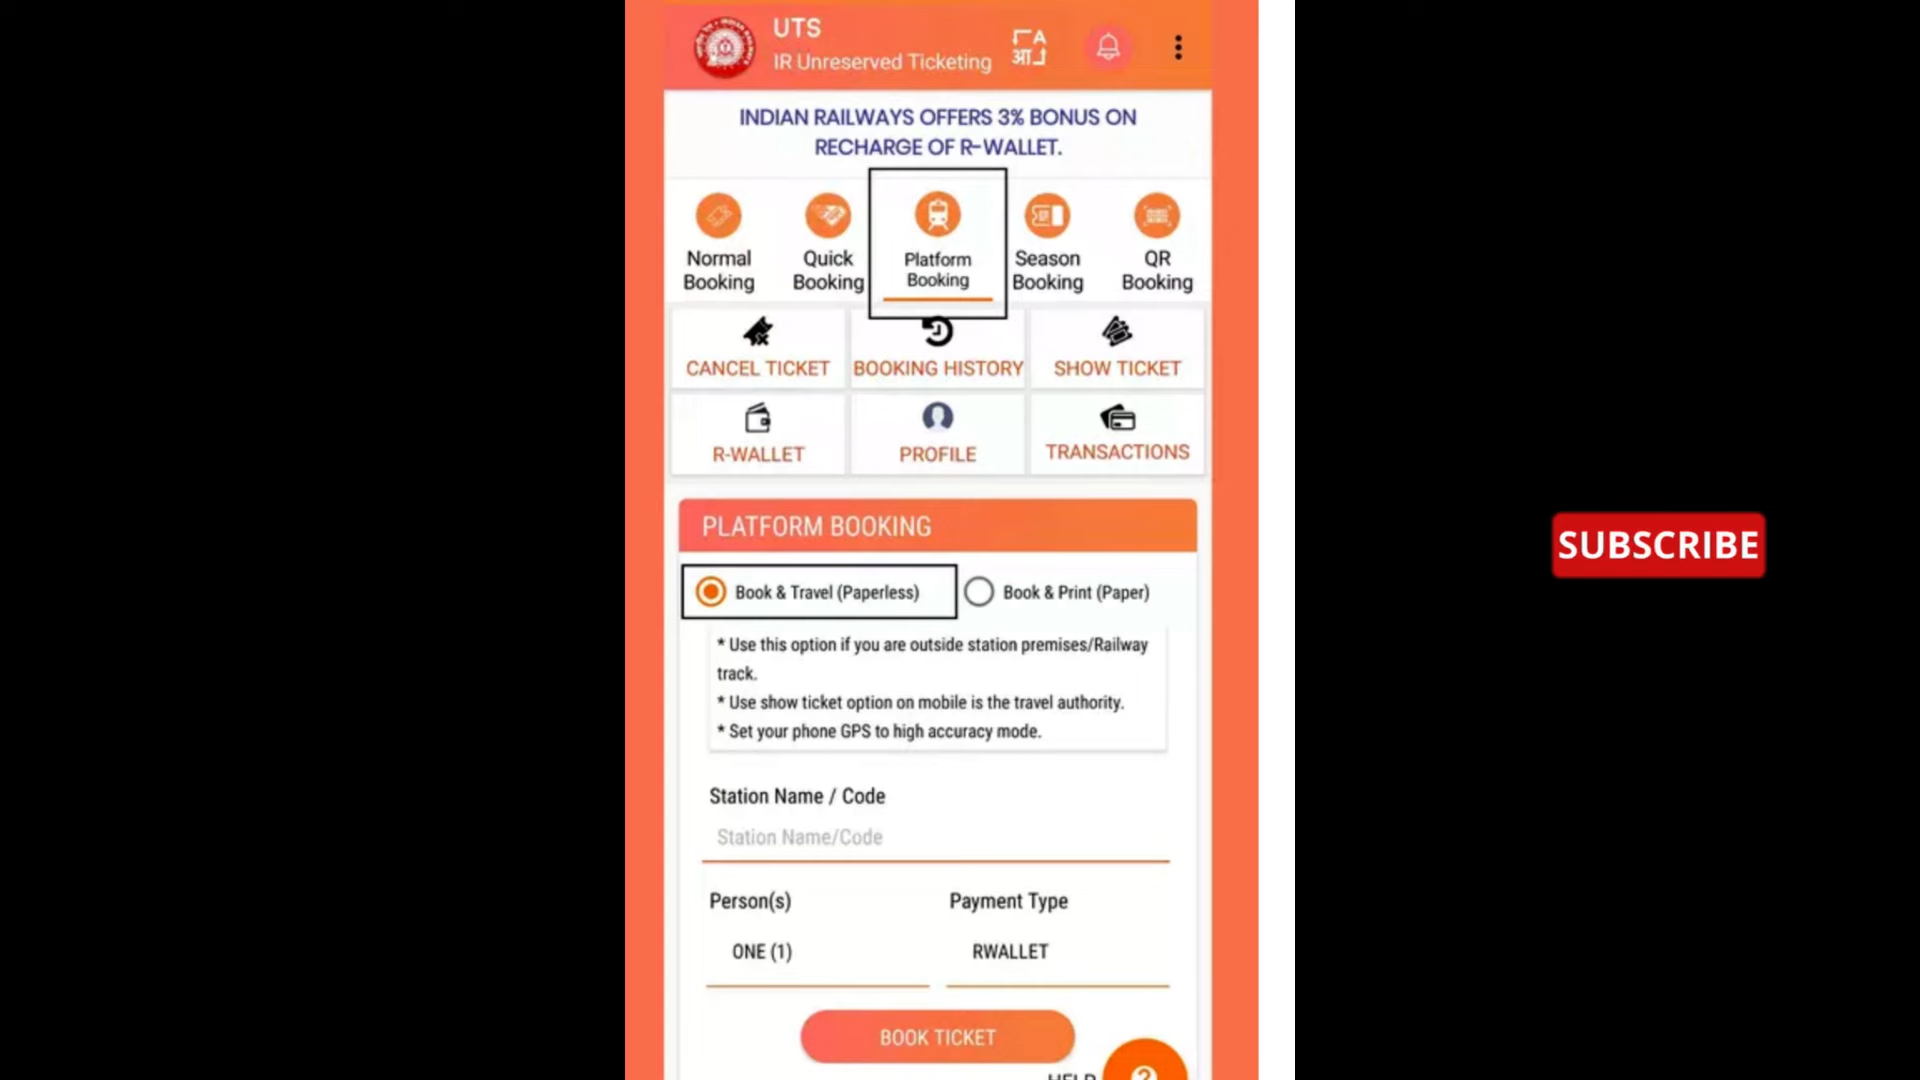 UTS
IR Unreserved Ticketing
A
आ
INDIAN RAILWAYS OFFERS 3% BONUS ON
RECHARGE OF R-WALLET.
Normal
Booking
Quick
Booking
Platform
Booking
Season
Booking
QR
Booking
CANCEL TICKET
BOOKING HISTORY
SHOW TICKET
R-WALLET
PROFILE
TRANSACTIONS
PLATFORM BOOKING
Book & Travel (Paperless)
Book & Print (Paper)
* Use this option if you are outside station premises/Railway
track.
* Use show ticket option on mobile is the travel authority.
* Set your phone GPS to high accuracy mode.
Station Name / Code
Station Name/Code
Person(s)
Payment Type
ONE (1)
RWALLET
BOOK TICKET
HELP
?
SUBSCRIBE